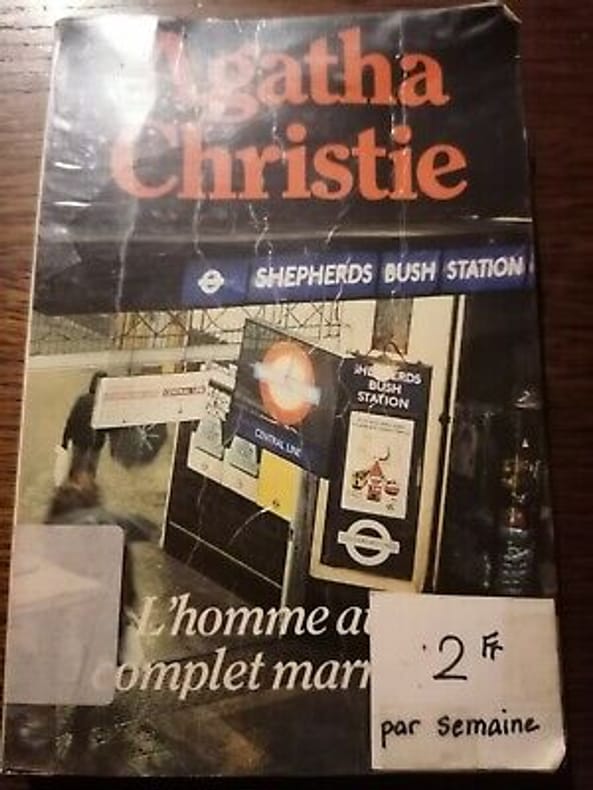 Agatha
Christie
SHEPHERDS BUSH STATION
SHEPHERDS
BUSH
STATION
CENTRAL LINE
L'homme au
complet marr
2 Fr
par semaine